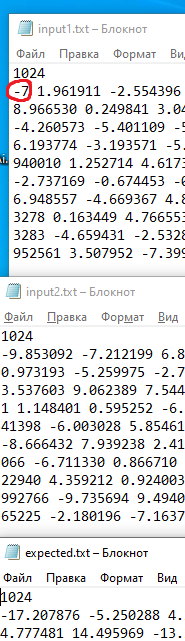 input1.txt – Блокнот
Файл Правка Формат Вид
1024
-7 1.961911 -2.554396
8.966530 0.249841 3.04
-4.260573 -5.401109 -5
6.193774 -3.193571 -5.
940010 1.252714 4.6173
-2.737169 -0.674453 -0
6.948557 -4.669367 4.8
3278 0.163449 4.766553
3283 -4.659431 -2.5328
952561 3.507952 -7.399
input2.txt – Блокнот
Файл Правка Формат Вид
1024
-9.853092 -7.212199 6.8
0.973193 -5.259975 -2.7
3.537603 9.062389 7.544
1 1.148401 0.595252 -6.
41398 -6.003028 5.85461
-8.666432 7.939238 2.41
066 -6.711330 0.866710
22940 4.359212 0.924003
992766 -9.735694 9.4940
65225 -2.180196 -7.1637
expected.txt – Блокнот
Файл Правка Формат Вид
1024
-17.207876 -5.250288 4.
4.777481 14.495969 -13.